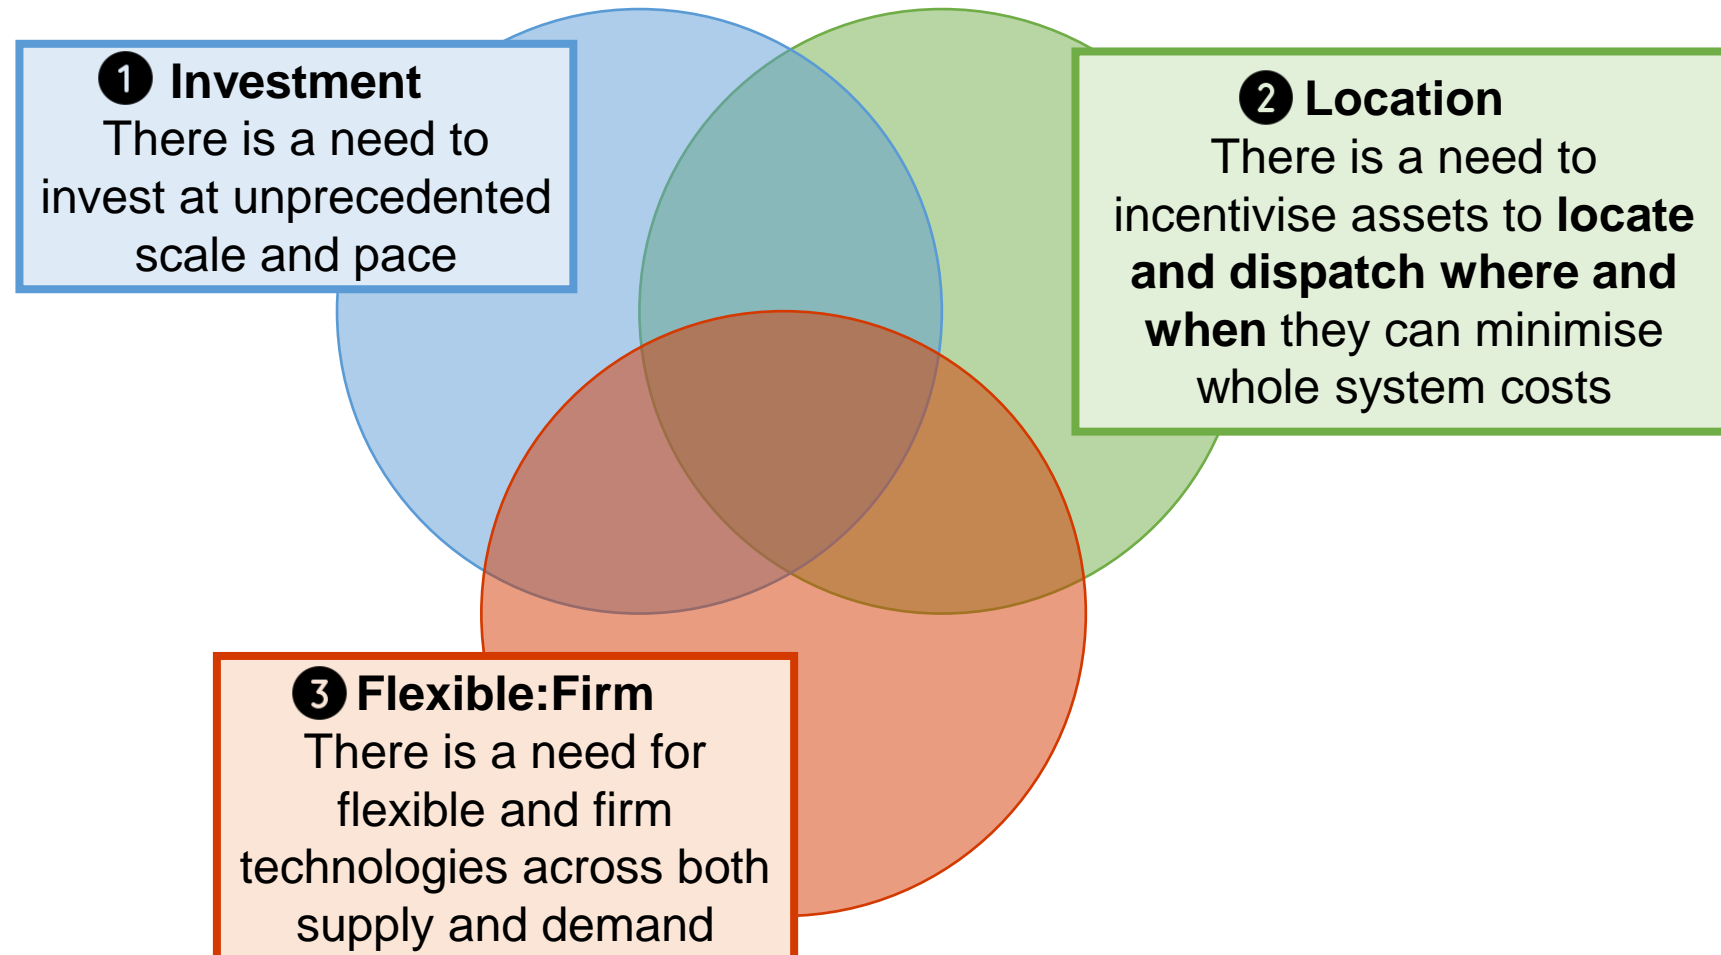 ❶ Investment
There is a need to
invest at unprecedented
scale and pace
❷ Location
There is a need to
incentivise assets to locate
and dispatch where and
when they can minimise
whole system costs
❸ Flexible:Firm
There is a need for
flexible and firm
technologies across both
supply and demand